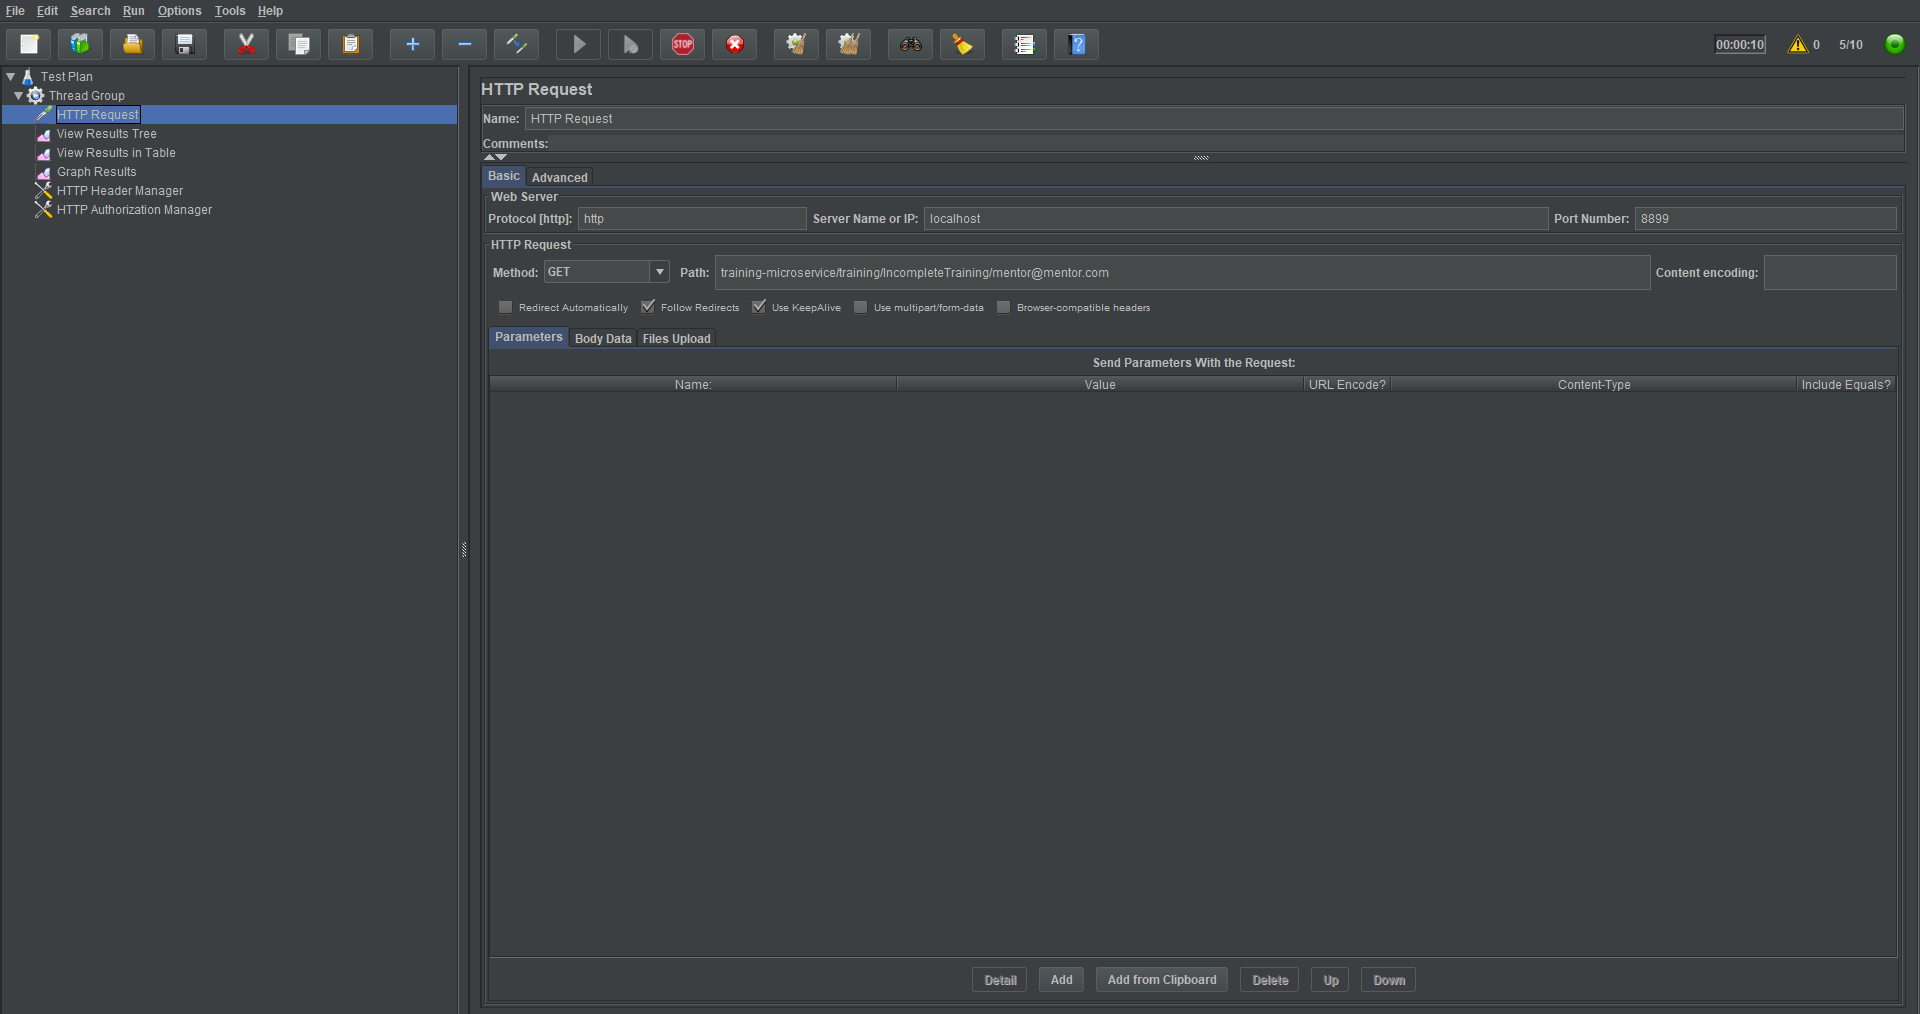 File Edit Search Run Options Tools Help
STOP
00:00:10 0 5/10
Test Plan
Thread Group
HTTP Request
View Results Tree
View Results in Table
Graph Results
HTTP Header Manager
HTTP Authorization Manager
HTTP Request
Name: HTTP Request
Comments:
Basic Advanced
Web Server
Protocol [http]: http Server Name or IP: localhost Port Number: 8899
HTTP Request
Method: GET Path: training-microservice/training/IncompleteTraining/mentor@mentor.com Content encoding:
Redirect Automatically Follow Redirects Use KeepAlive Use multipart/form-data Browser-compatible headers
Parameters Body Data Files Upload
Send Parameters With the Request:
Name: Value URL Encode? Content-Type Include Equals?
Detail Add Add from Clipboard Delete Up Down